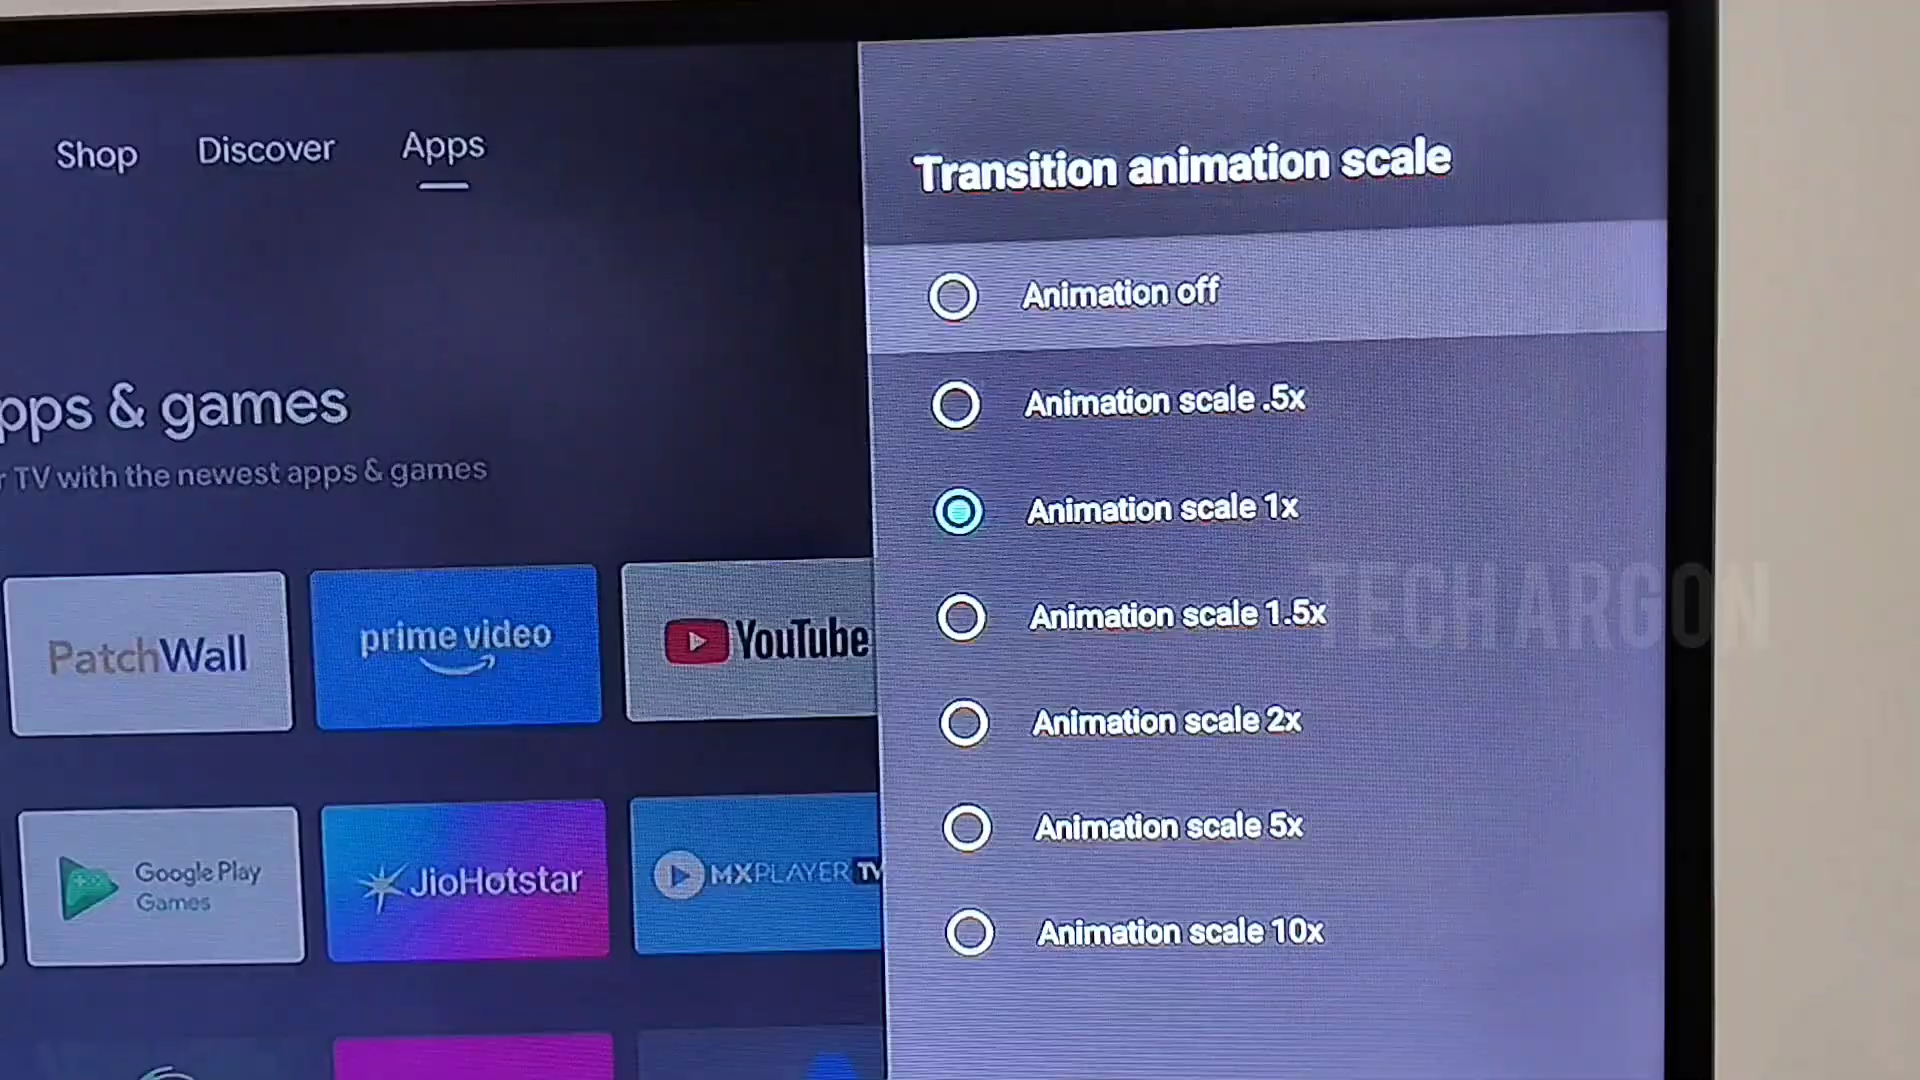 Shop Discover Apps
pps & games
r TV with the newest apps & games
PatchWall
prime video
YouTube
Google Play
Games
JioHotstar
MXPLAYER TV
Transition animation scale
Animation off
Animation scale .5x
Animation scale 1x
Animation scale 1.5x
Animation scale 2x
Animation scale 5x
Animation scale 10x
TECH ARGON